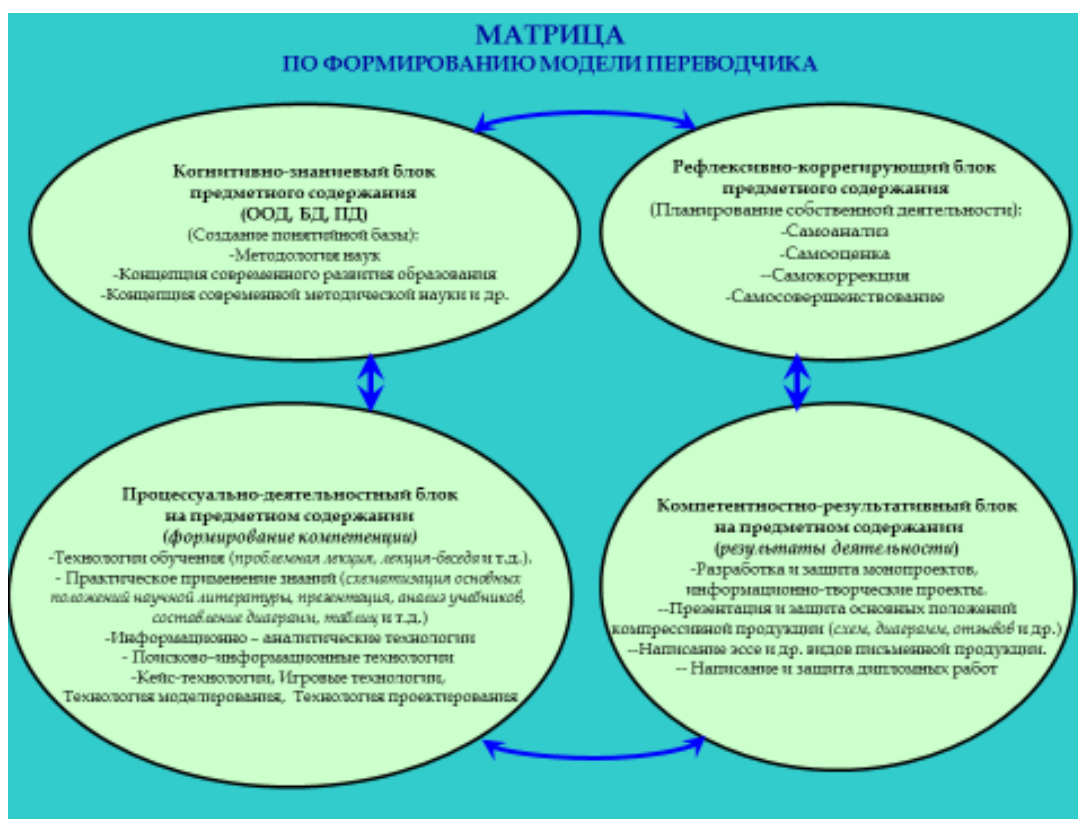 МАТРИЦА
ПО ФОРМИРОВАНИЮ МОДЕЛИ ПЕРЕВОДЧИКА
Когнитивно-знаниевый блок
предметного содержания
(ООД, БД, ПД)
(Создание понятийной базы):
-Методология наук
-Концепция современного развития образования
-Концепция современной методической науки и др.
Рефлексивно-коррегирующий блок
предметного содержания
(Планирование собственной деятельности):
-Самоанализ
-Самооценка
--Самокоррекция
-Самосовершенствование
Процессуально-деятельностный блок
на предметном содержании
(формирование компетенции)
-Технологии обучения (проблемная лекция, лекция-беседа и т.д.).
- Практическое применение знаний (схематизация основных
положений научной литературы, презентация, анализ учебников,
составление диаграмм, таблиц и т.д.)
-Информационно – аналитические технологии
- Поисково–информационные технологии
-Кейс-технологии, Игровые технологии,
Технология моделирования, Технология проектирования
Компетентностно-результативный блок
на предметном содержании
(результаты деятельности)
-Разработка и защита монопроектов,
информационно-творческие проекты.
--Презентация и защита основных положений
компрессивной продукции (схем, диаграмм, отзывов и др.)
--Написание эссе и др. видов письменной продукции.
-- Написание и защита дипломных работ